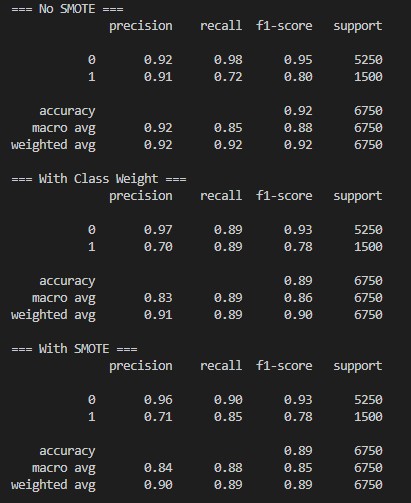 === No SMOTE ===
precision recall f1-score support
0 0.92 0.98 0.95 5250
1 0.91 0.72 0.80 1500
accuracy 0.92 6750
macro avg 0.92 0.85 0.88 6750
weighted avg 0.92 0.92 0.92 6750
=== With Class Weight ===
precision recall f1-score support
0 0.97 0.89 0.93 5250
1 0.70 0.89 0.78 1500
accuracy 0.89 6750
macro avg 0.83 0.89 0.86 6750
weighted avg 0.91 0.89 0.90 6750
=== With SMOTE ===
precision recall f1-score support
0 0.96 0.90 0.93 5250
1 0.71 0.85 0.78 1500
accuracy 0.89 6750
macro avg 0.84 0.88 0.85 6750
weighted avg 0.90 0.89 0.89 6750